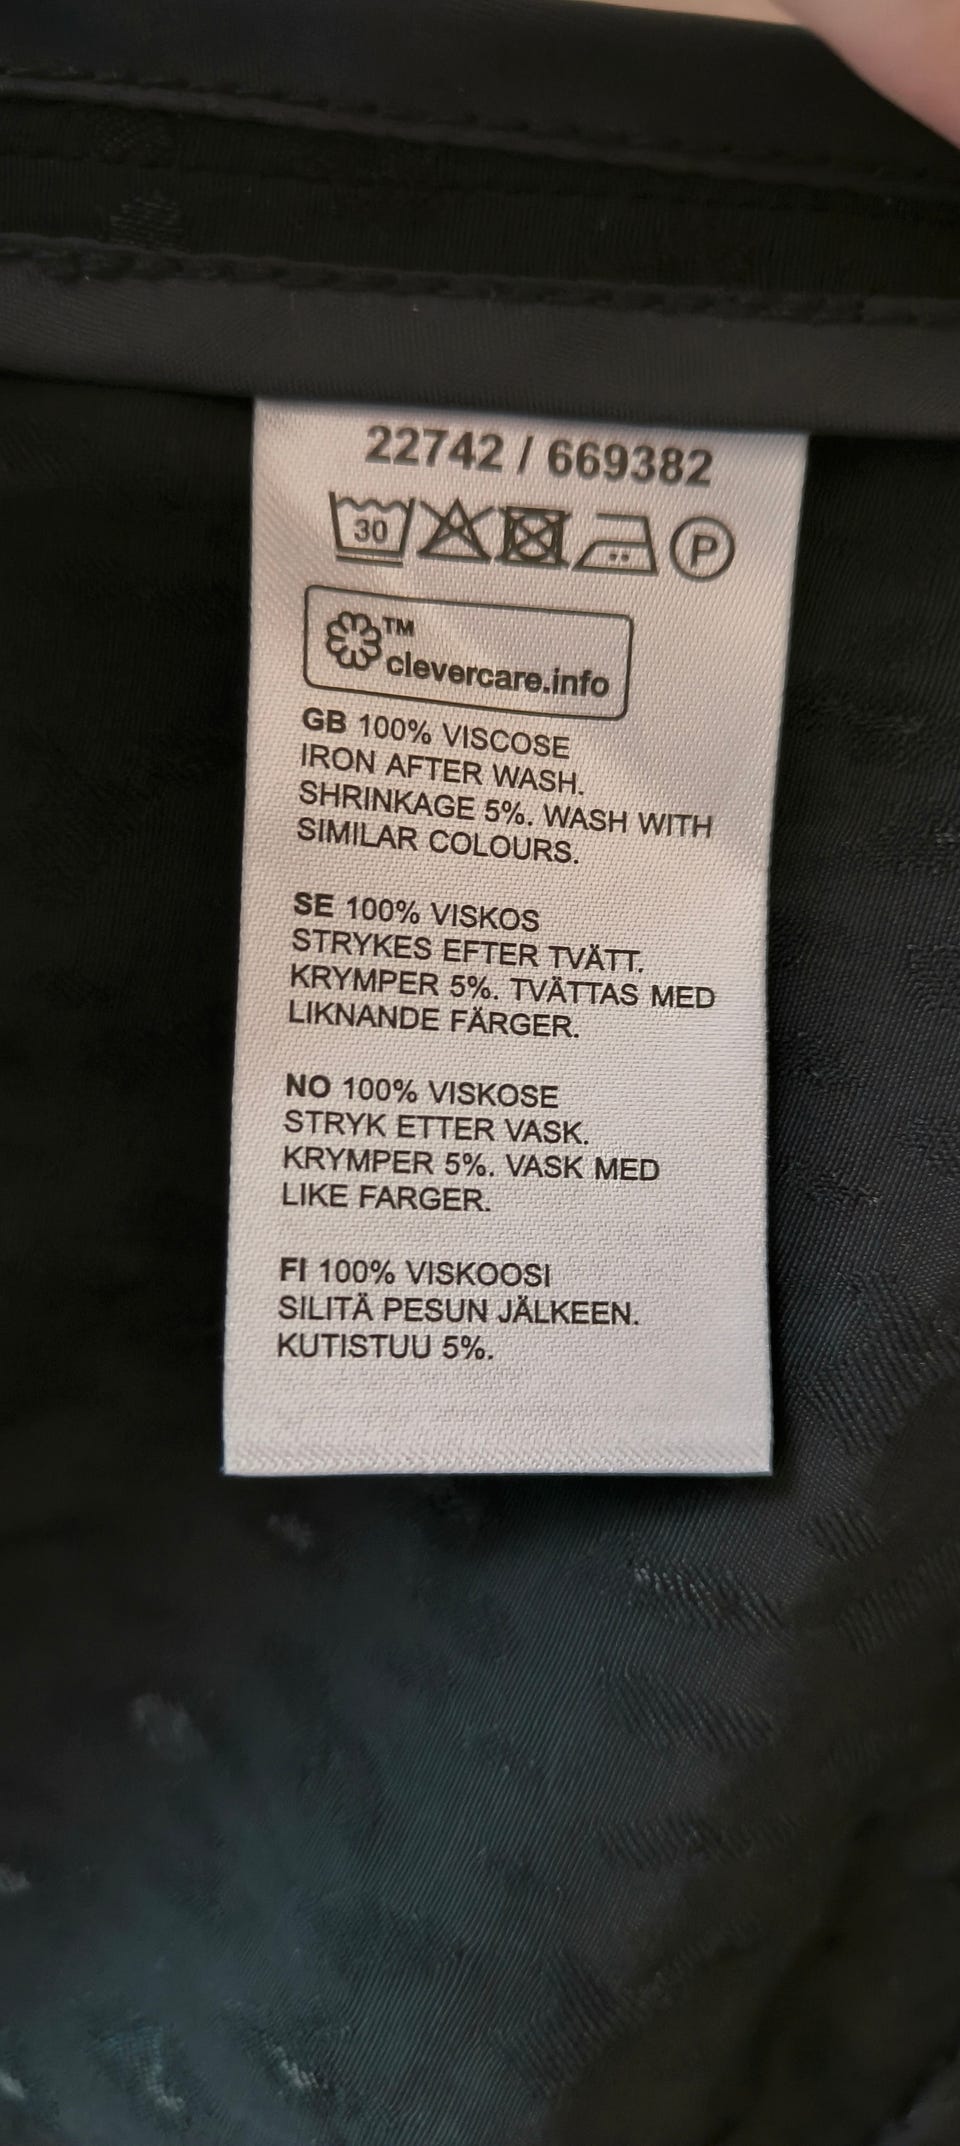 22742 / 669382
30
P
TM
clevercare.info
GB 100% VISCOSE
IRON AFTER WASH.
SHRINKAGE 5%. WASH WITH
SIMILAR COLOURS.
SE 100% VISKOS
STRYKES EFTER TVÄTT.
KRYMPER 5%. TVÄTTAS MED
LIKNANDE FÄRGER.
NO 100% VISKOSE
STRYK ETTER VASK.
KRYMPER 5%. VASK MED
LIKE FARGER.
FI 100% VISKOOSI
SILITÄ PESUN JÄLKEEN.
KUTISTUU 5%.